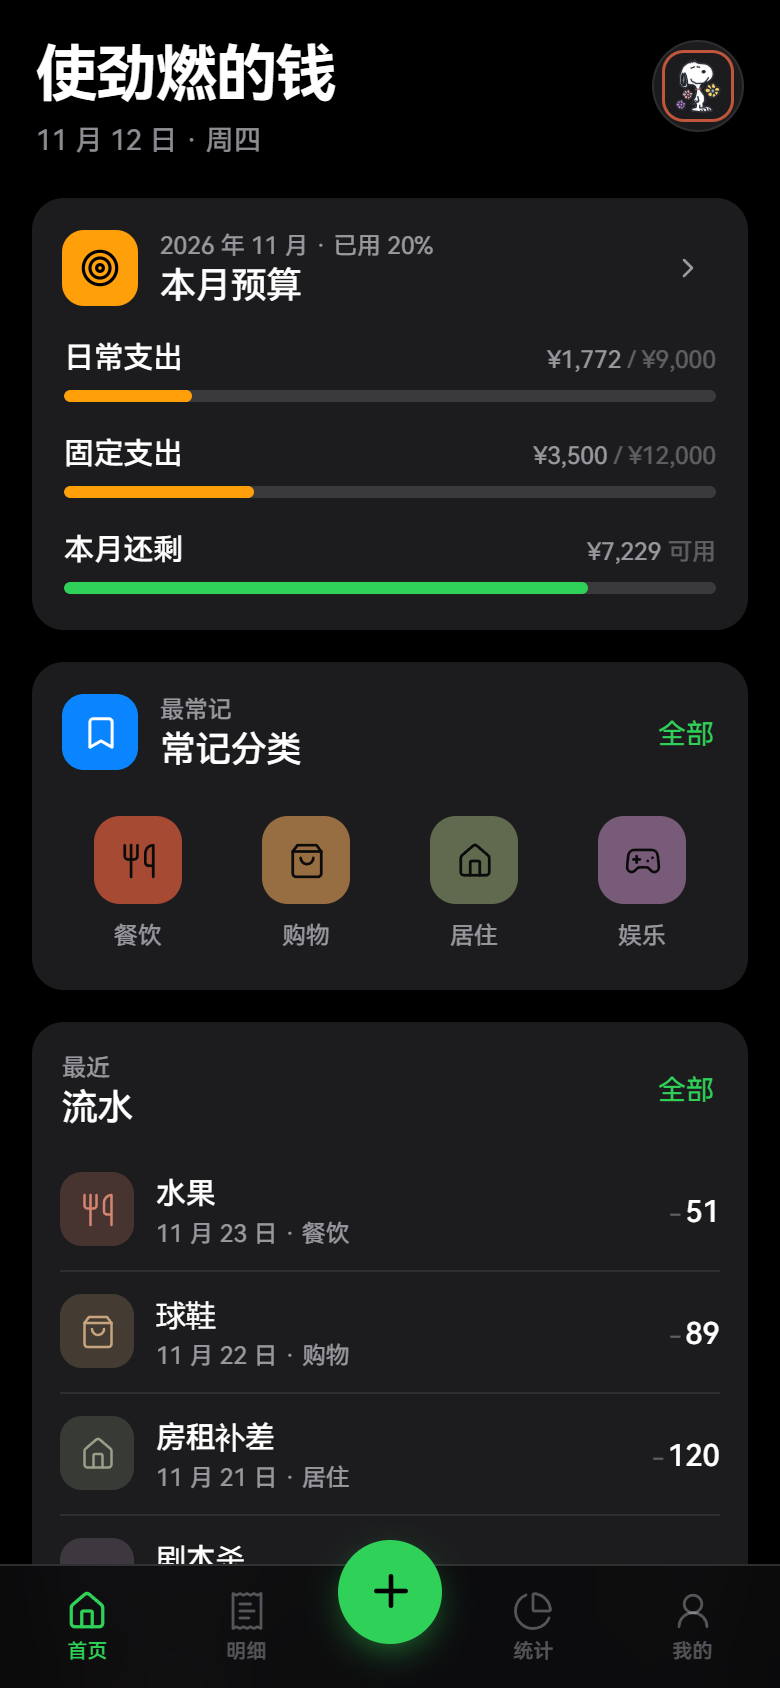 使劲燃的钱
11 月 12 日 · 周四
2026 年 11 月 · 已用 20%
本月预算
日常支出 ¥1,772 / ¥9,000
固定支出 ¥3,500 / ¥12,000
本月还剩 ¥7,229 可用
最常记
常记分类
全部
餐饮 购物 居住 娱乐
最近
流水
全部
水果
11 月 23 日 · 餐饮
-51
球鞋
11 月 22 日 · 购物
-89
房租补差
11 月 21 日 · 居住
-120
剧本杀
首页 明细 统计 我的